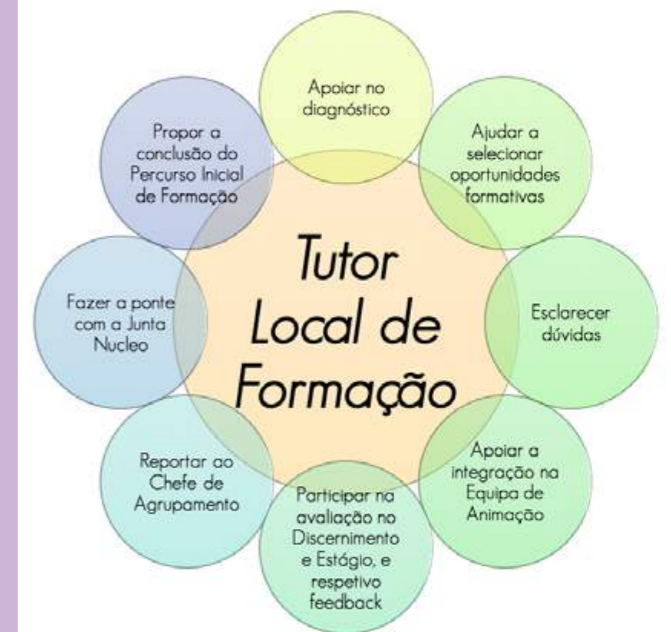 Tutor
Local de
Formação
Apoiar no
diagnóstico
Ajudar a
selecionar
oportunidades
formativas
Esclarecer
dúvidas
Apoiar a
integração na
Equipa de
Animação
Participar na
avaliação no
Discernimento
e Estágio, e
respetivo
feedback
Reportar ao
Chefe de
Agrupamento
Fazer a ponte
com a Junta
Nucleo
Propor a
conclusão do
Percurso Inicial
de Formação